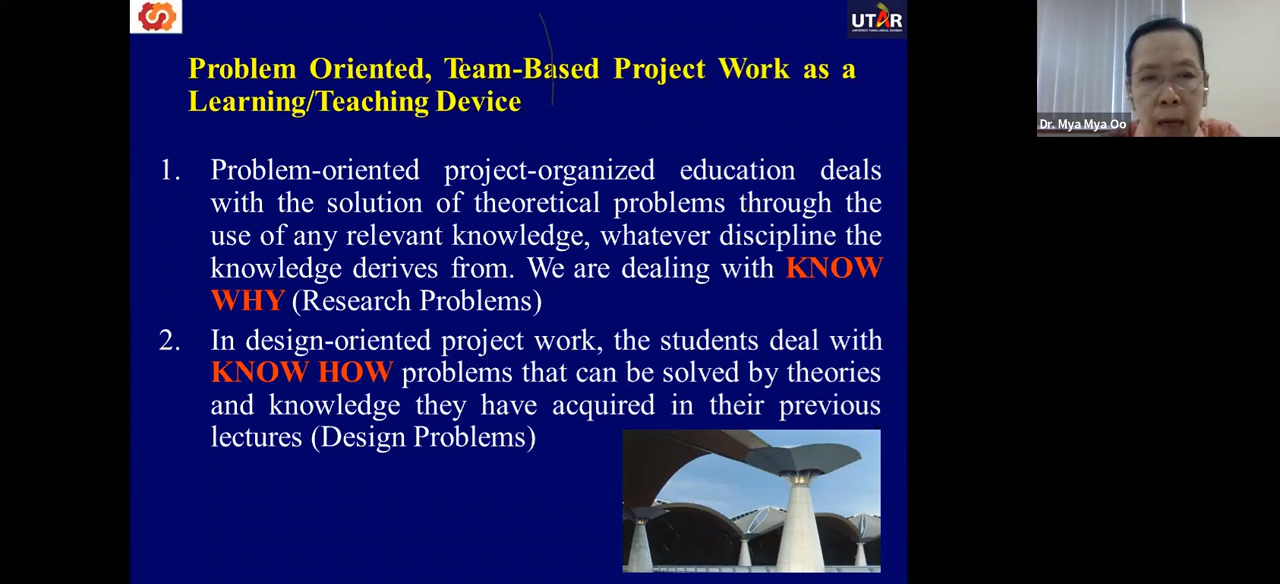 UTAR
Problem Oriented, Team-Based Project Work as a
Learning/Teaching Device
1. Problem-oriented project-organized education deals
with the solution of theoretical problems through the
use of any relevant knowledge, whatever discipline the
knowledge derives from. We are dealing with KNOW
WHY (Research Problems)
2. In design-oriented project work, the students deal with
KNOW HOW problems that can be solved by theories
and knowledge they have acquired in their previous
lectures (Design Problems)
Dr. Mya Mya Oo